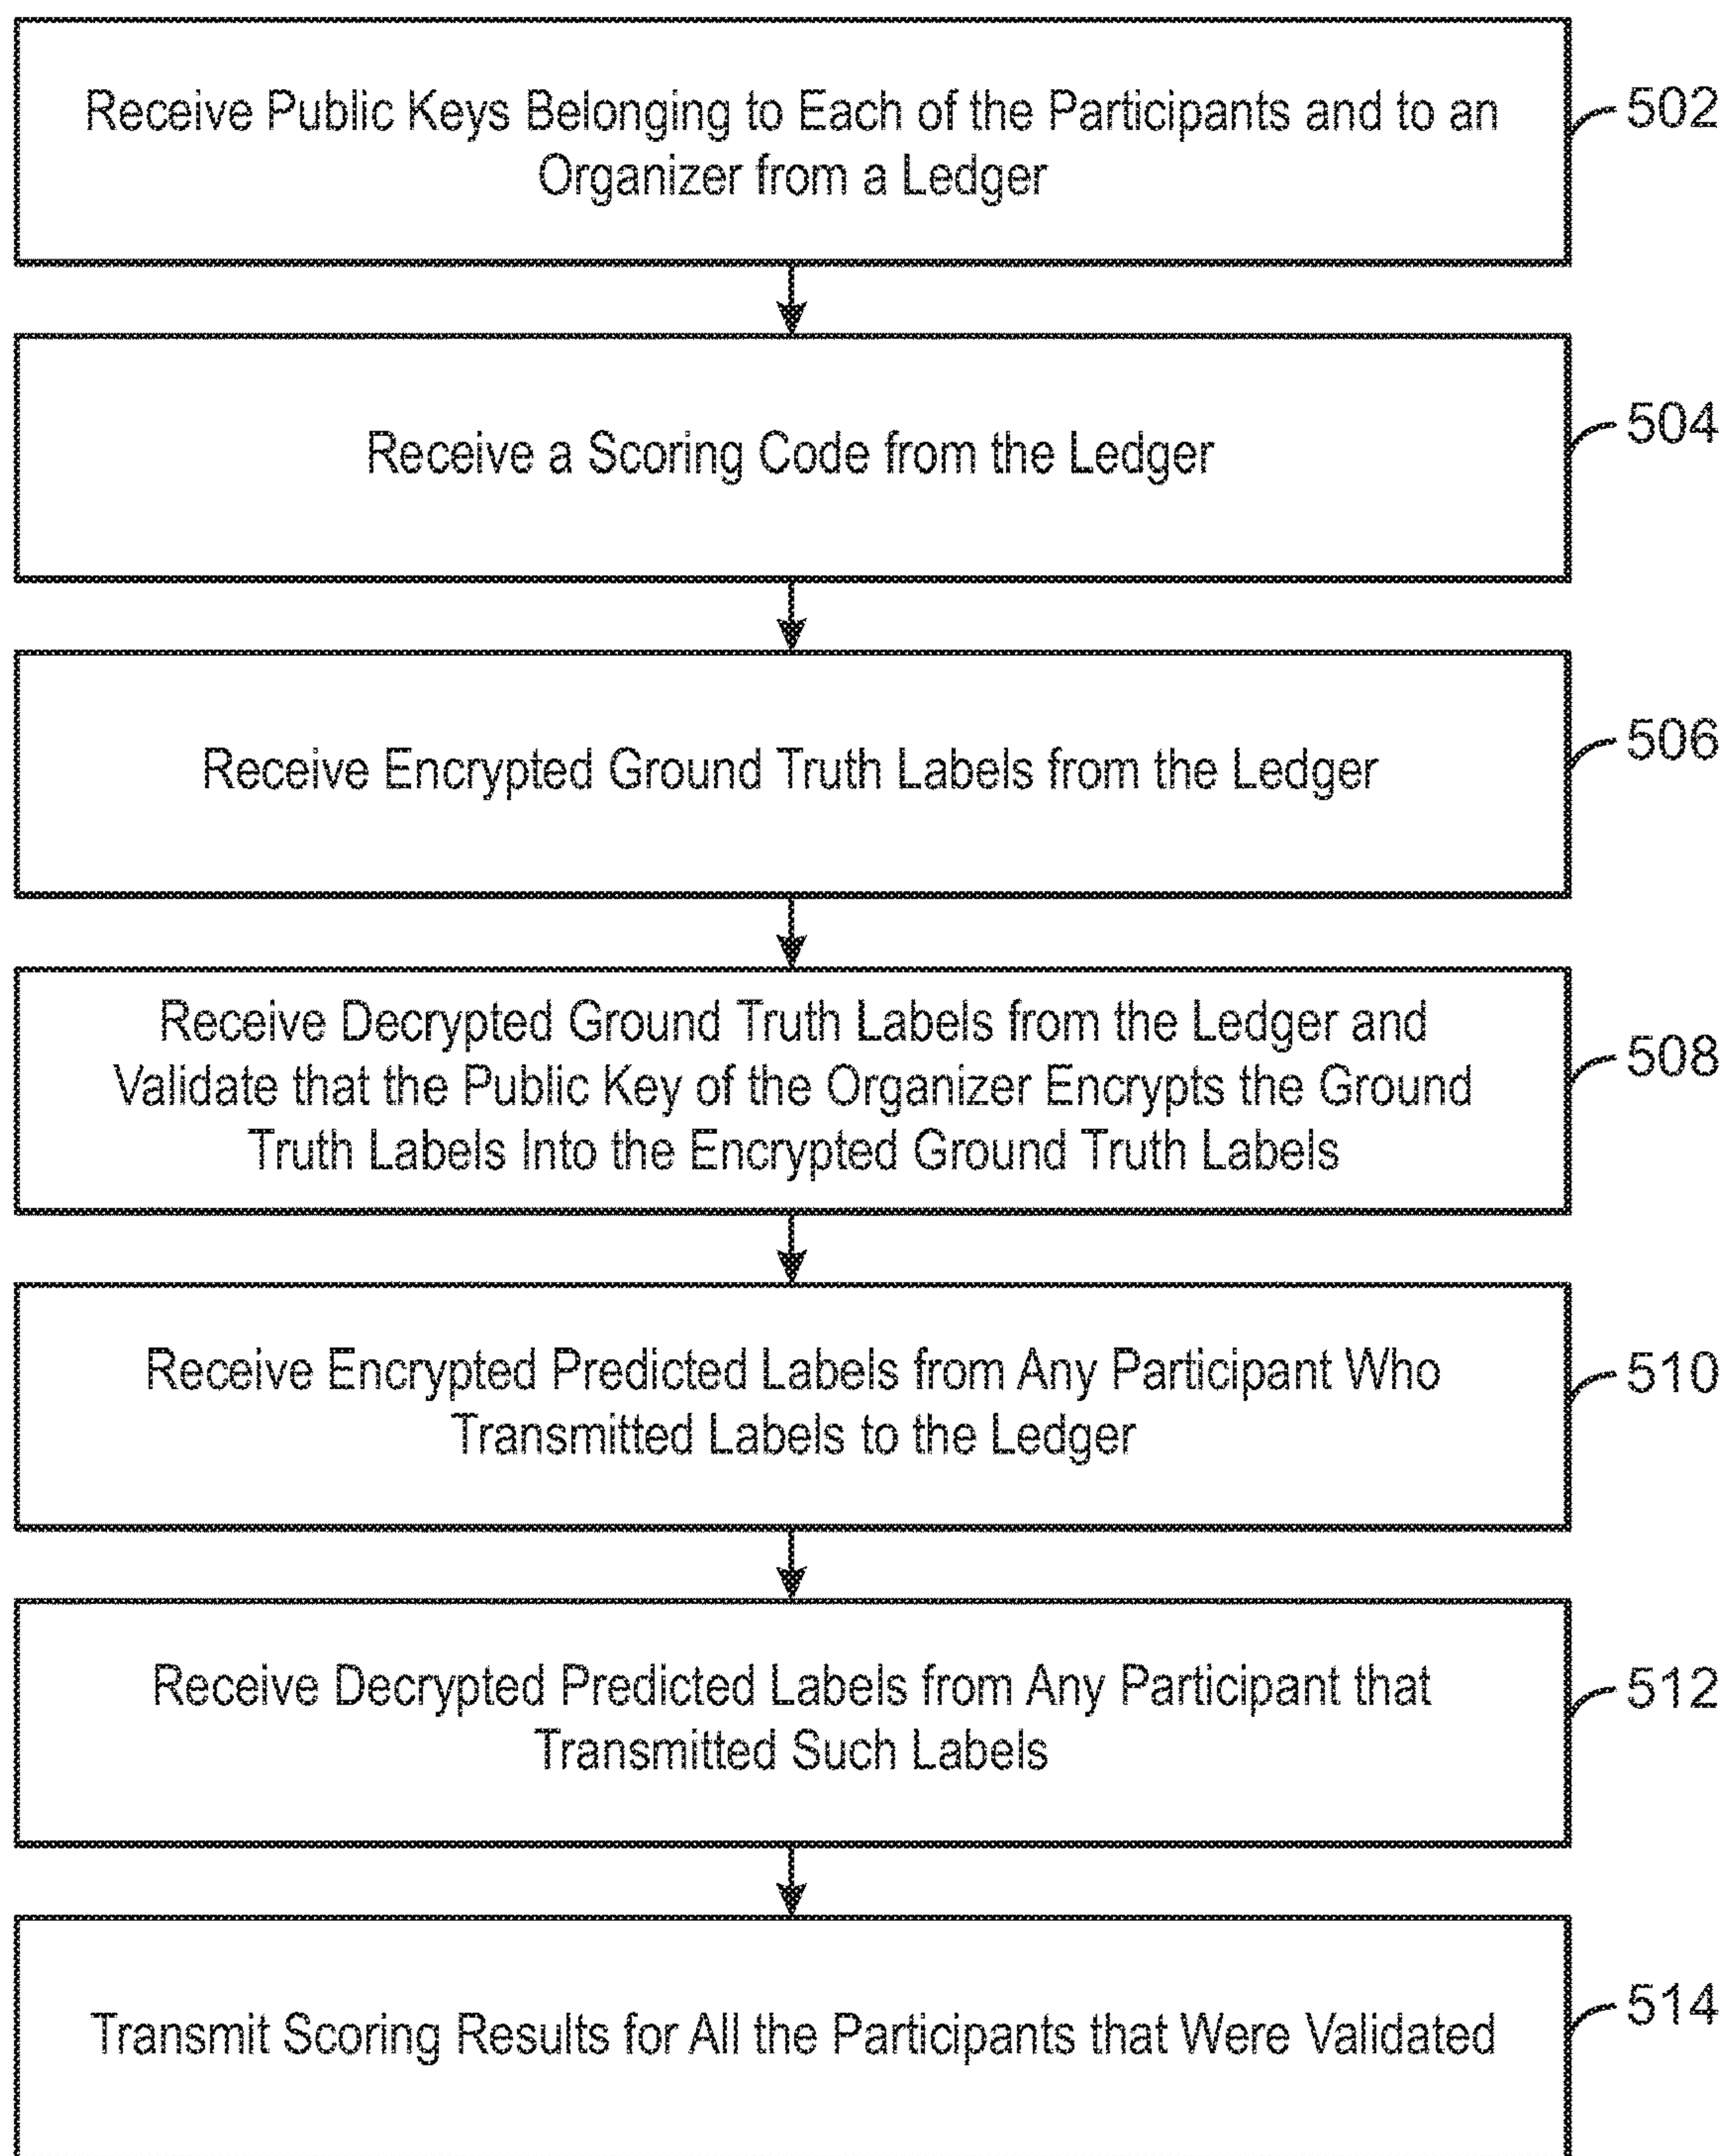 Receive Public Keys Belonging to Each of the Participants and to an
Organizer from a Ledger
502
Receive a Scoring Code from the Ledger
504
Receive Encrypted Ground Truth Labels from the Ledger
506
Receive Decrypted Ground Truth Labels from the Ledger and
Validate that the Public Key of the Organizer Encrypts the Ground
Truth Labels Into the Encrypted Ground Truth Labels
508
Receive Encrypted Predicted Labels from Any Participant Who
Transmitted Labels to the Ledger
510
Receive Decrypted Predicted Labels from Any Participant that
Transmitted Such Labels
512
Transmit Scoring Results for All the Participants that Were Validated
514